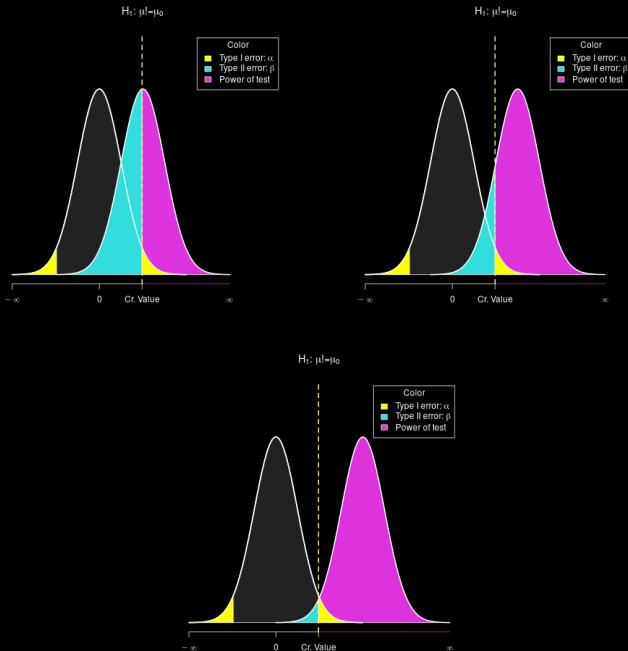 H₁: μ!=μ₀
Color
Type I error: α
Type II error: β
Power of test
− ∞ 0 Cr. Value ∞
H₁: μ!=μ₀
Color
Type I error: α
Type II error: β
Power of test
− ∞ 0 Cr. Value ∞
H₁: μ!=μ₀
Color
Type I error: α
Type II error: β
Power of test
− ∞ 0 Cr. Value ∞